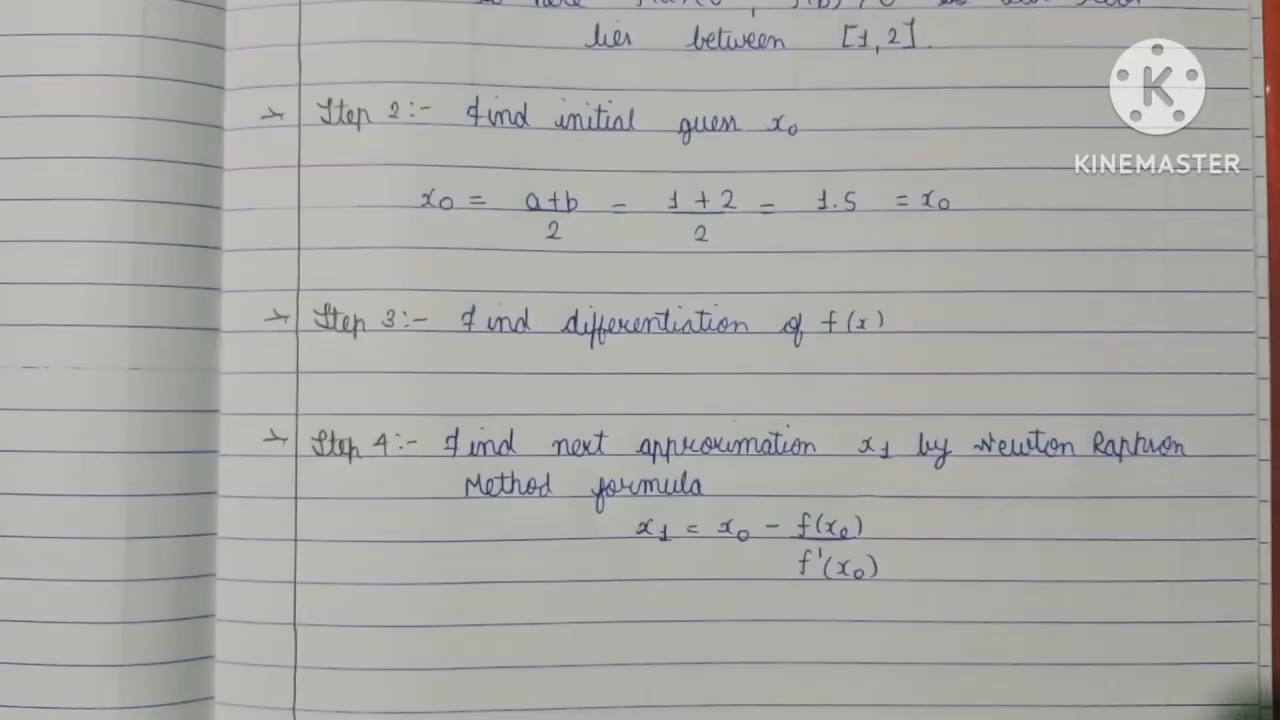 lies between [1, 2].
K
KINEMASTER
→ Step 2:- Find initial guess x₀
x₀ = a+b/2 = 1+2/2 = 1.5 = x₀
→ Step 3:- Find differentiation of f(x)
→ Step 4:- Find next approximation x₁ by Newton Raphson
Method formula
x₁ = x₀ - f(x₀)
f'(x₀)